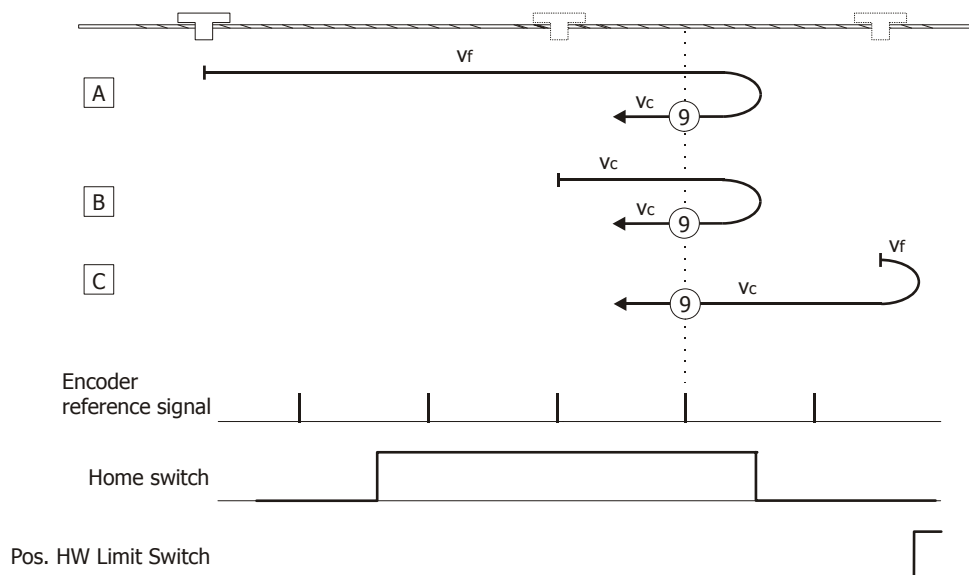 Vf
A
Vc
9
Vc
B
Vc
9
Vf
C
Vc
9
Encoder
reference signal
Home switch
Pos. HW Limit Switch